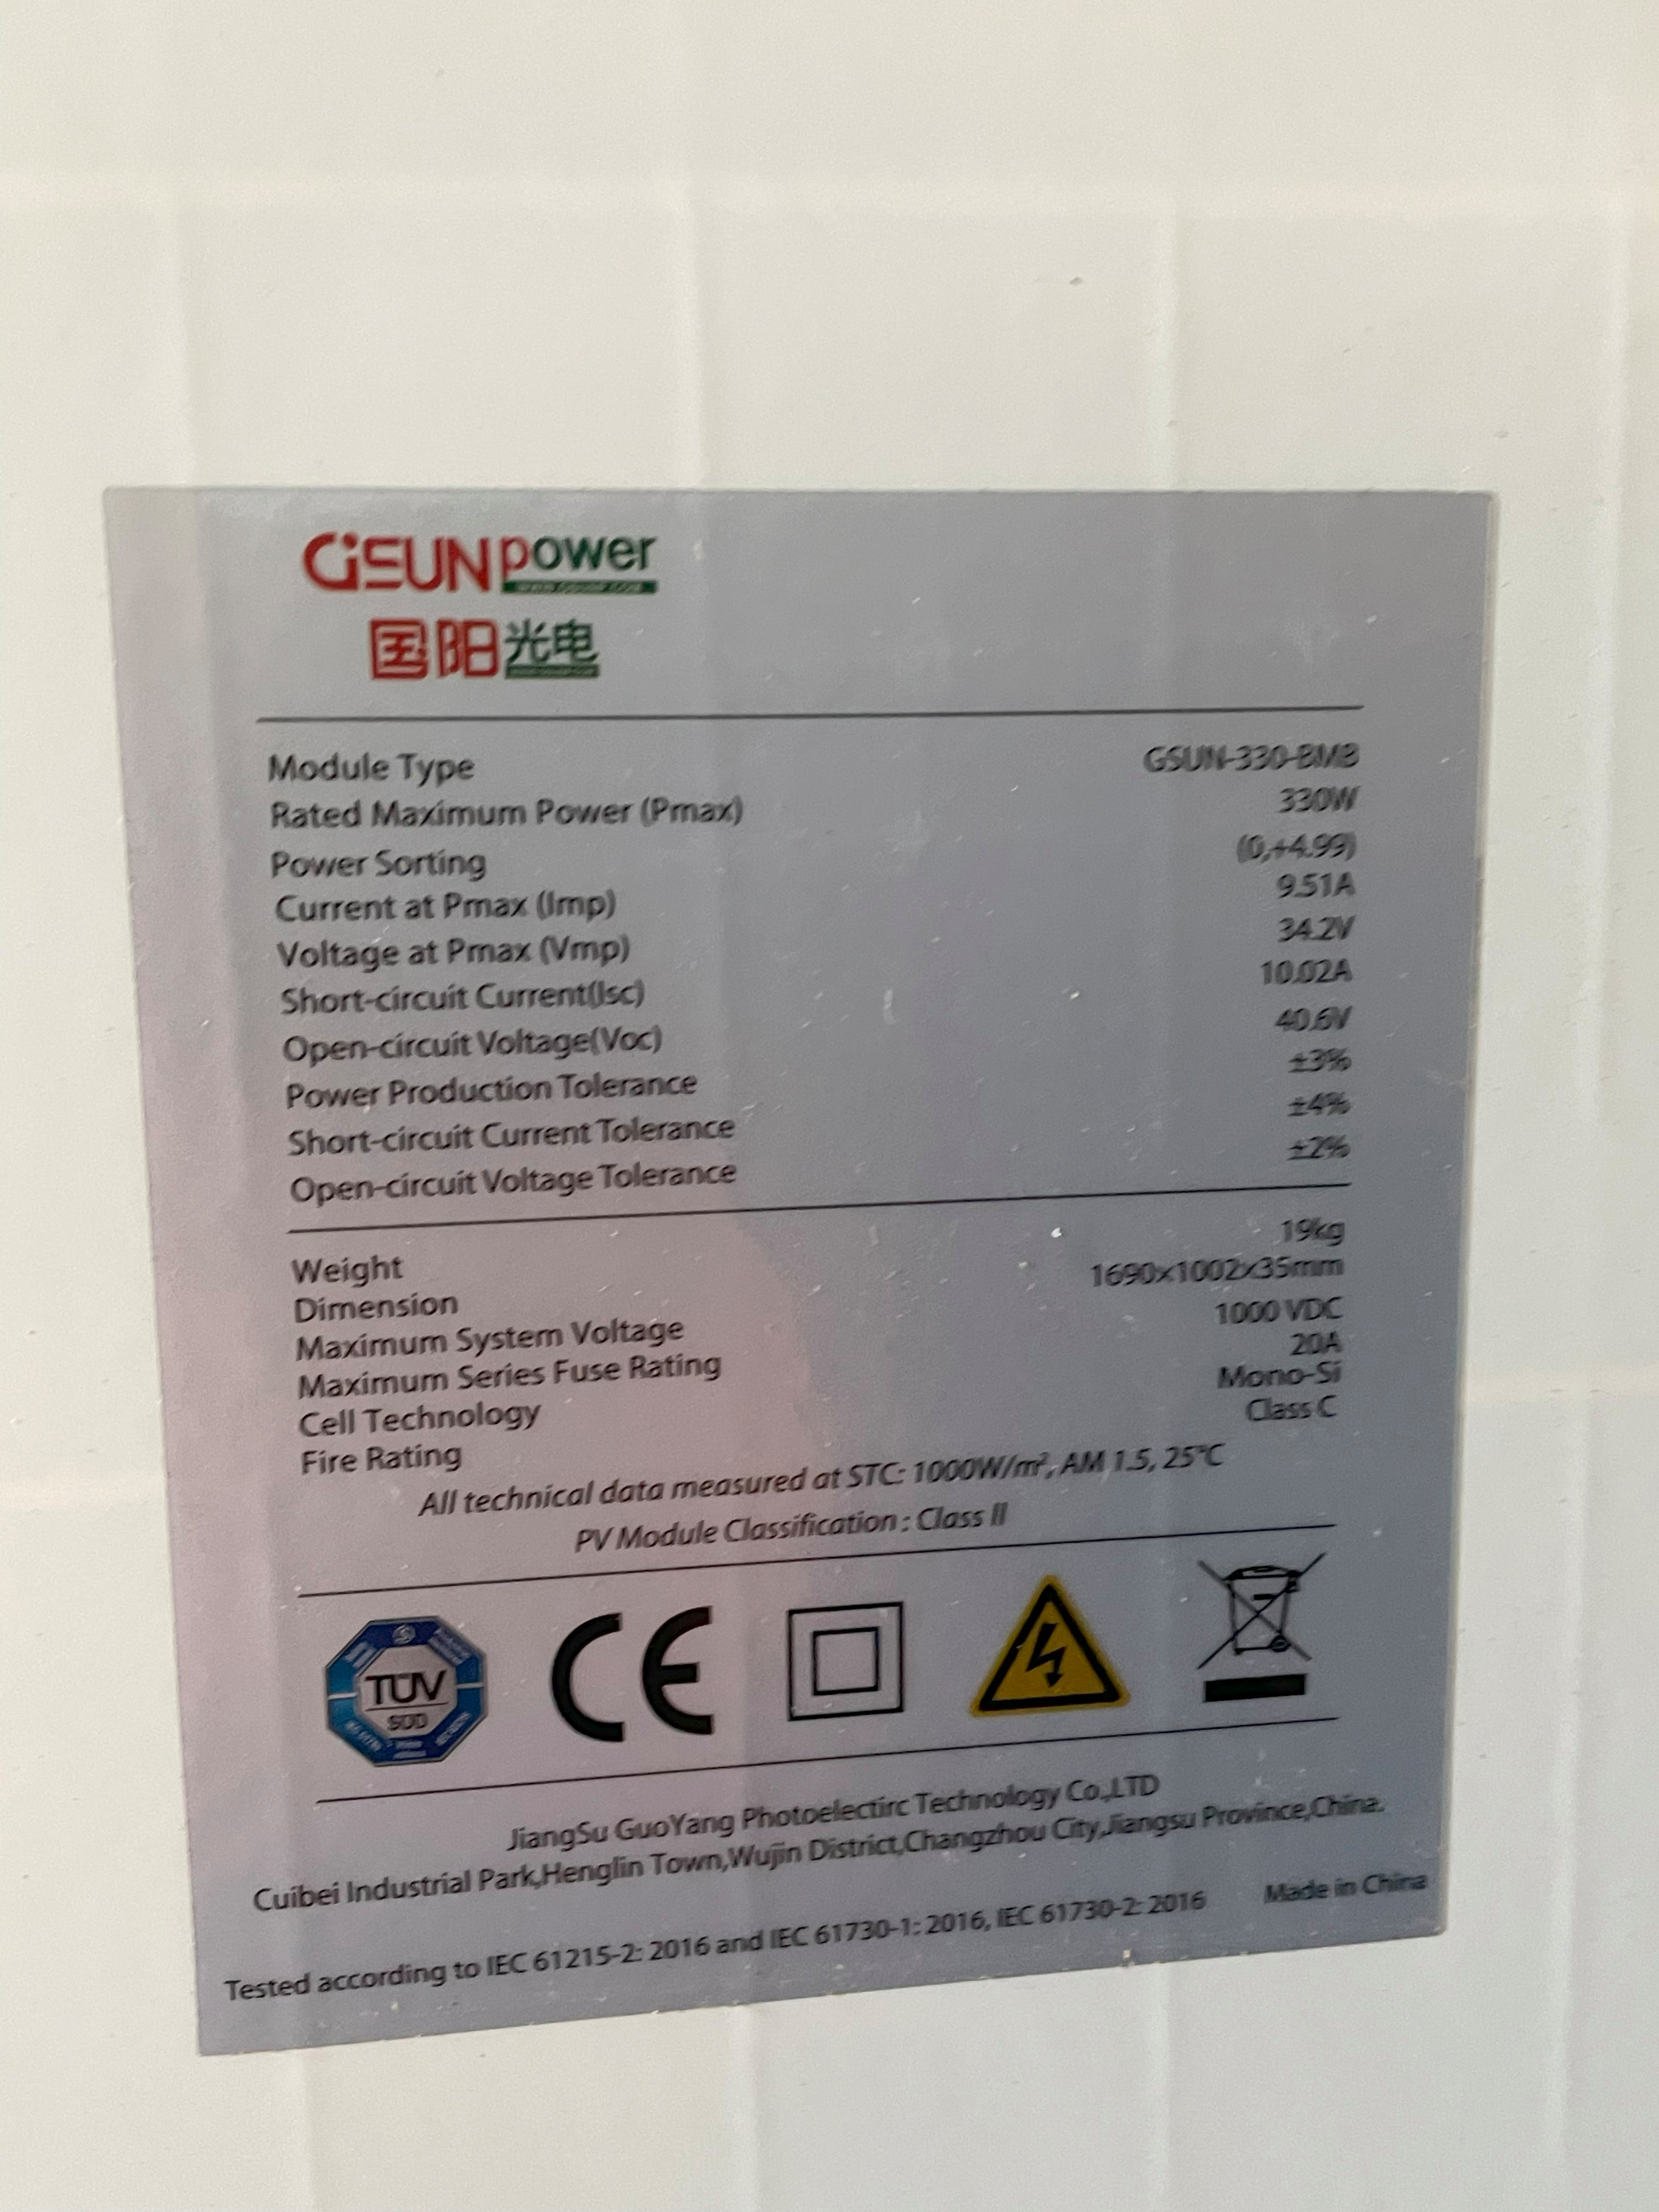 GSUN power
国阳光电
Module Type GSUN-330-BMB
Rated Maximum Power (Pmax) 330W
Power Sorting (0,+4.99)
Current at Pmax (Imp) 9.51A
Voltage at Pmax (Vmp) 34.2V
Short-circuit Current(Isc) 10.02A
Open-circuit Voltage(Voc) 40.6V
Power Production Tolerance ±3%
Short-circuit Current Tolerance ±4%
Open-circuit Voltage Tolerance ±2%
Weight 19kg
Dimension 1690x1002x35mm
Maximum System Voltage 1000 VDC
Maximum Series Fuse Rating 20A
Cell Technology Mono-Si
Fire Rating Class C
All technical data measured at STC: 1000W/m², AM 1.5, 25°C
PV Module Classification : Class II
TÜV
SÜD
CE
JiangSu GuoYang Photoelectirc Technology Co.,LTD
Cuibei Industrial Park,Henglin Town,Wujin District,Changzhou City,Jiangsu Province,China.
Tested according to IEC 61215-2: 2016 and IEC 61730-1: 2016, IEC 61730-2: 2016 Made in China